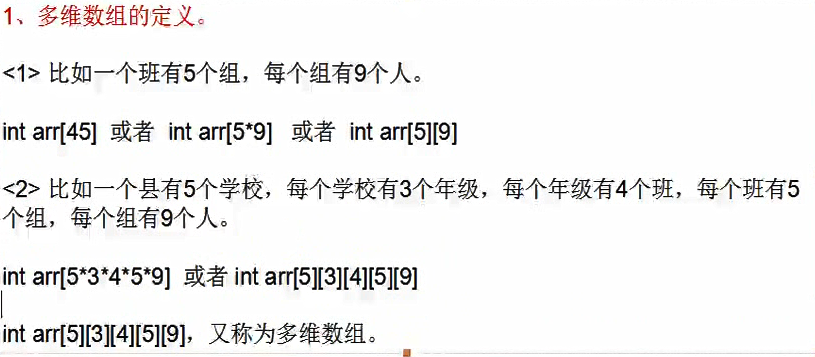 1、多维数组的定义。
<1> 比如一个班有5个组，每个组有9个人。
int arr[45] 或者 int arr[5*9] 或者 int arr[5][9]
<2> 比如一个县有5个学校，每个学校有3个年级，每个年级有4个班，每个班有5
个组，每个组有9个人。
int arr[5*3*4*5*9] 或者 int arr[5][3][4][5][9]
int arr[5][3][4][5][9]，又称为多维数组。